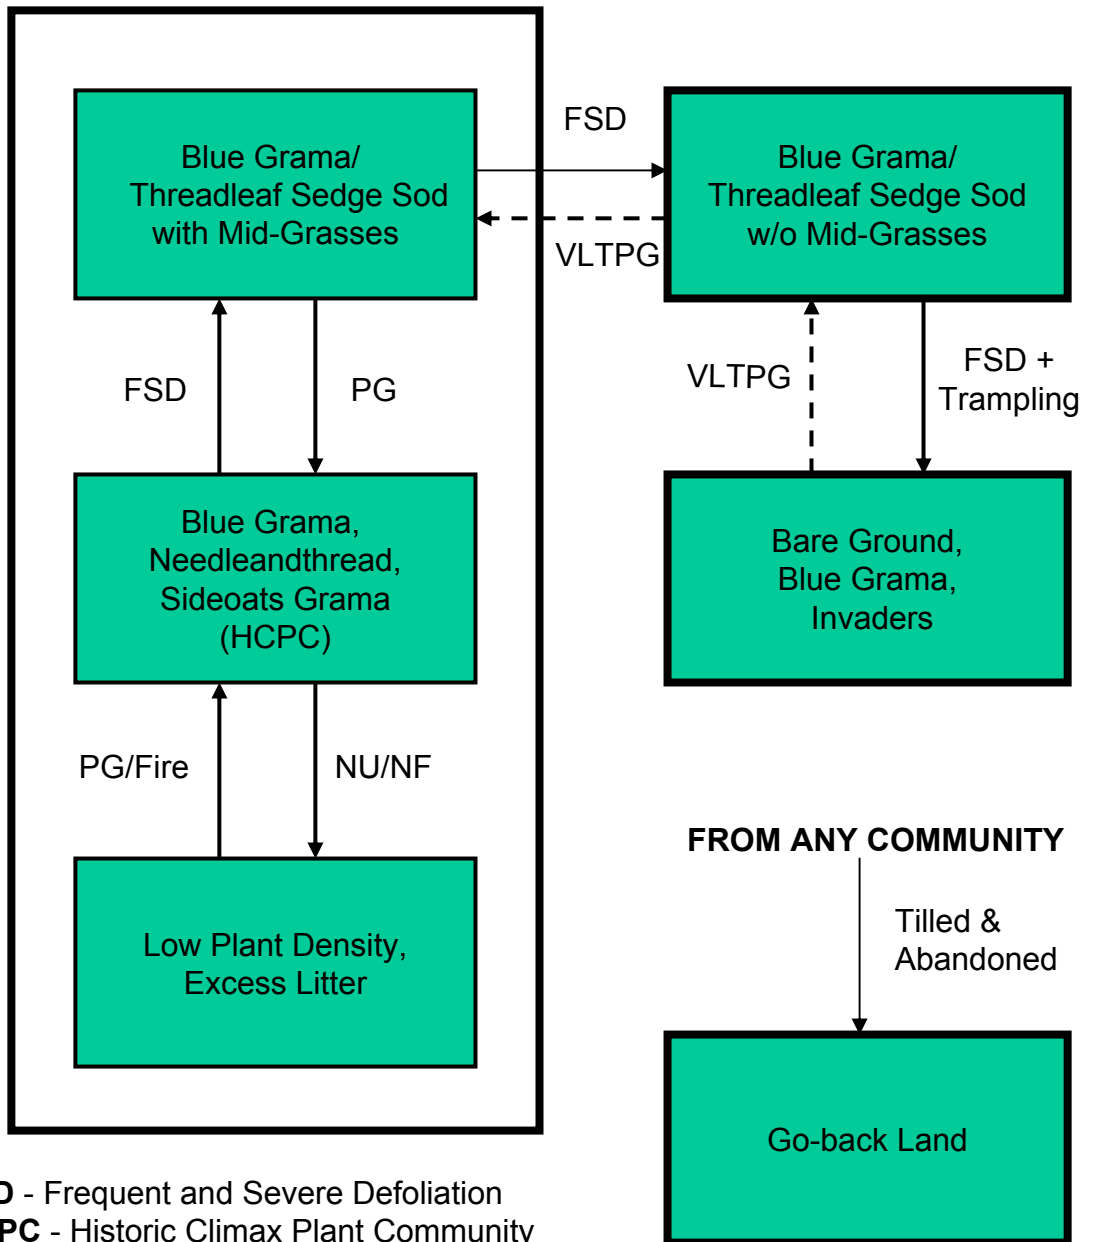 Blue Grama/
Threadleaf Sedge Sod
with Mid-Grasses
FSD
VLTPG
Blue Grama/
Threadleaf Sedge Sod
w/o Mid-Grasses
FSD
PG
VLTPG
FSD +
Trampling
Blue Grama,
Needleandthread,
Sideoats Grama
(HCPC)
Bare Ground,
Blue Grama,
Invaders
PG/Fire
NU/NF
Low Plant Density,
Excess Litter
FROM ANY COMMUNITY
Tilled &
Abandoned
Go-back Land
D - Frequent and Severe Defoliation
PC - Historic Climax Plant Community